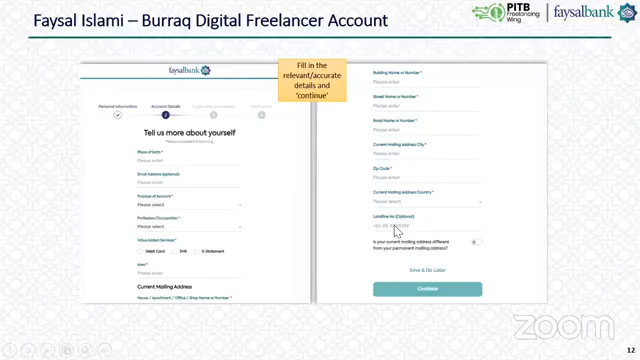 Faysal Islami – Burraq Digital Freelancer Account
PITB
Freelancing
Wing
faysalbank
faysalbank
Fill in the
relevant/accurate
details and
'continue'
Personal Information
Account Details
Supporting Documents
Verification
2
3
4
Tell us more about yourself
Please complete the following
Place of birth*
Please enter
Email Address (optional)
Please enter
Purpose of Account*
Please select
Profession/Occupation*
Please select
Value Added Services*
Debit Card
SMS
E-Statement
Please enter
Current Mailing Address
House / Apartment / Office / Shop Name or Number*
Building Name or Number*
Please enter
Street Name or Number*
Please enter
Road Name or Number*
Please enter
Current Mailing Address City*
Please enter
Zip Code*
Please enter
Current Mailing Address Country*
Please select
Landline No (Optional)
Is your current mailing address different
from your permanent mailing address?
Save & Do Later
Continue
zoom
12